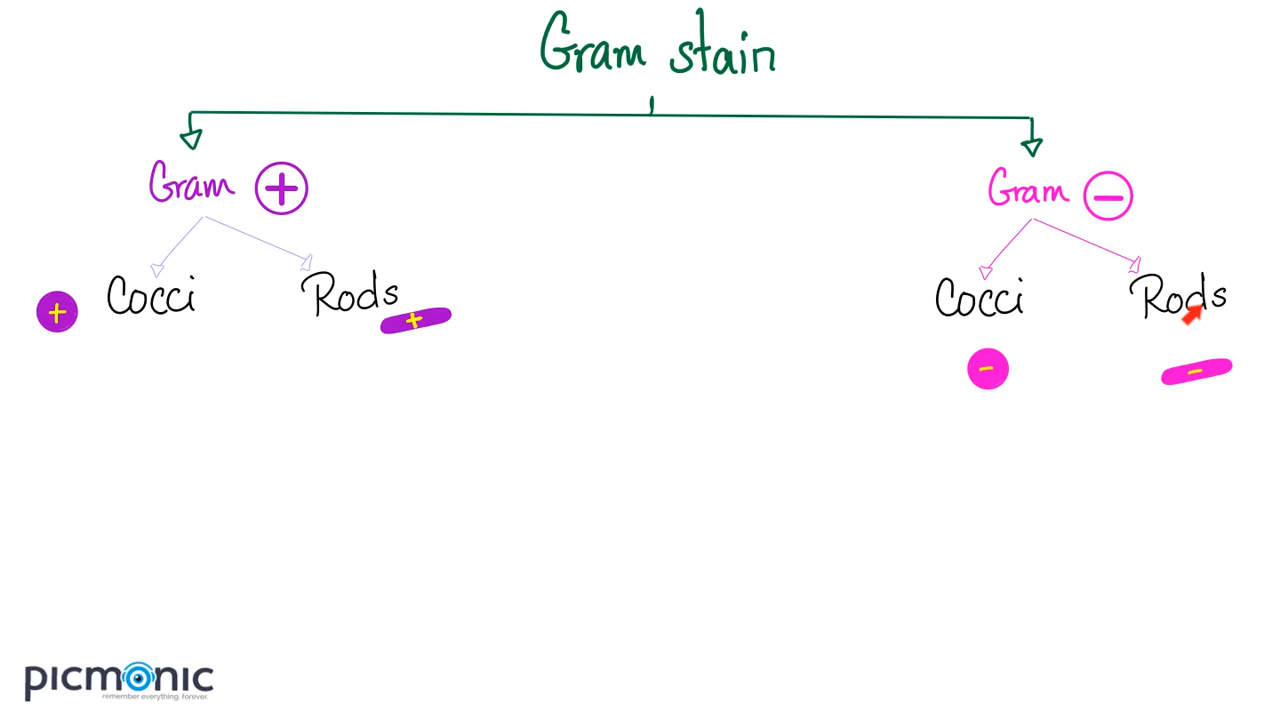 Gram stain
Gram +
Gram −
Cocci
Rods
Cocci
Rods
+
+
-
-
picmonic
remember everything. forever.